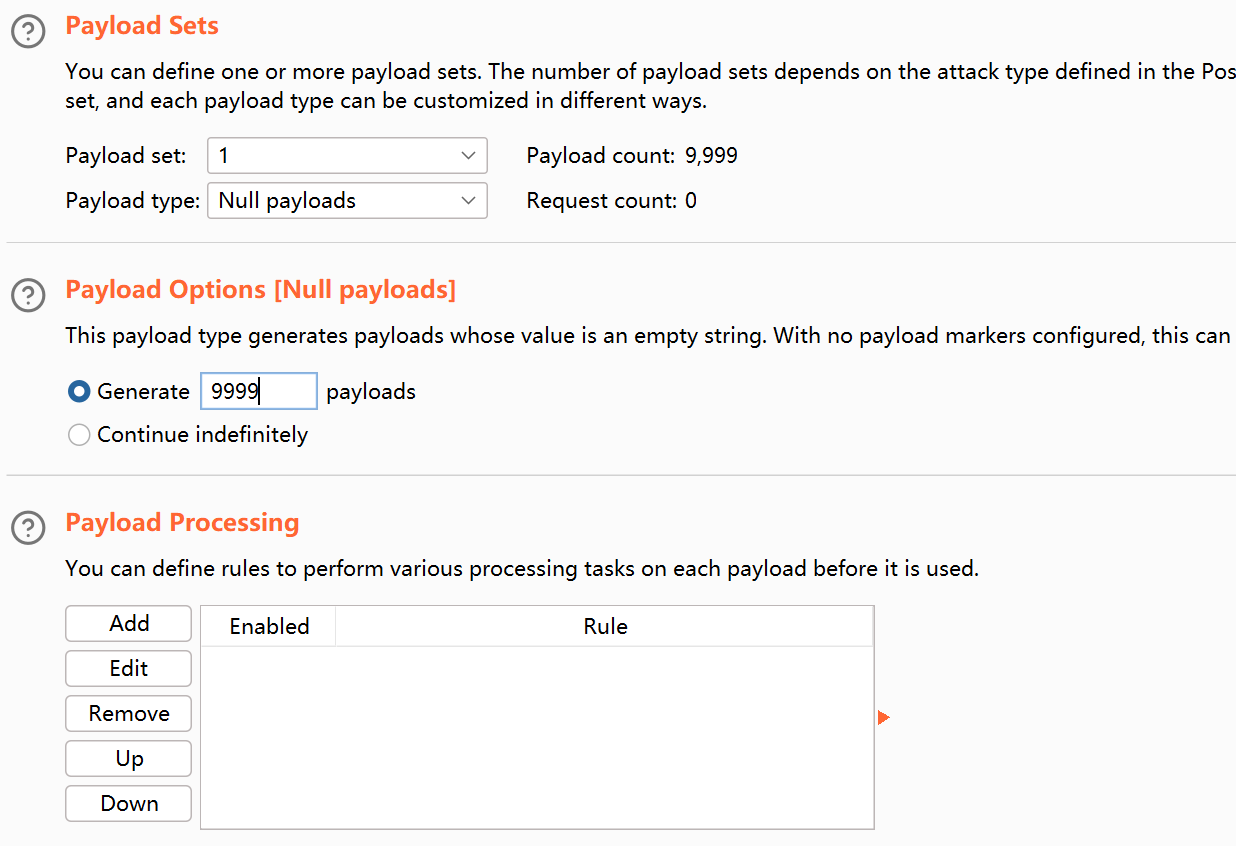 Payload Sets
You can define one or more payload sets. The number of payload sets depends on the attack type defined in the Pos
set, and each payload type can be customized in different ways.
Payload set: 1 Payload count: 9,999
Payload type: Null payloads Request count: 0
Payload Options [Null payloads]
This payload type generates payloads whose value is an empty string. With no payload markers configured, this can
Generate 9999 payloads
Continue indefinitely
Payload Processing
You can define rules to perform various processing tasks on each payload before it is used.
Add
Enabled Rule
Edit
Remove
Up
Down